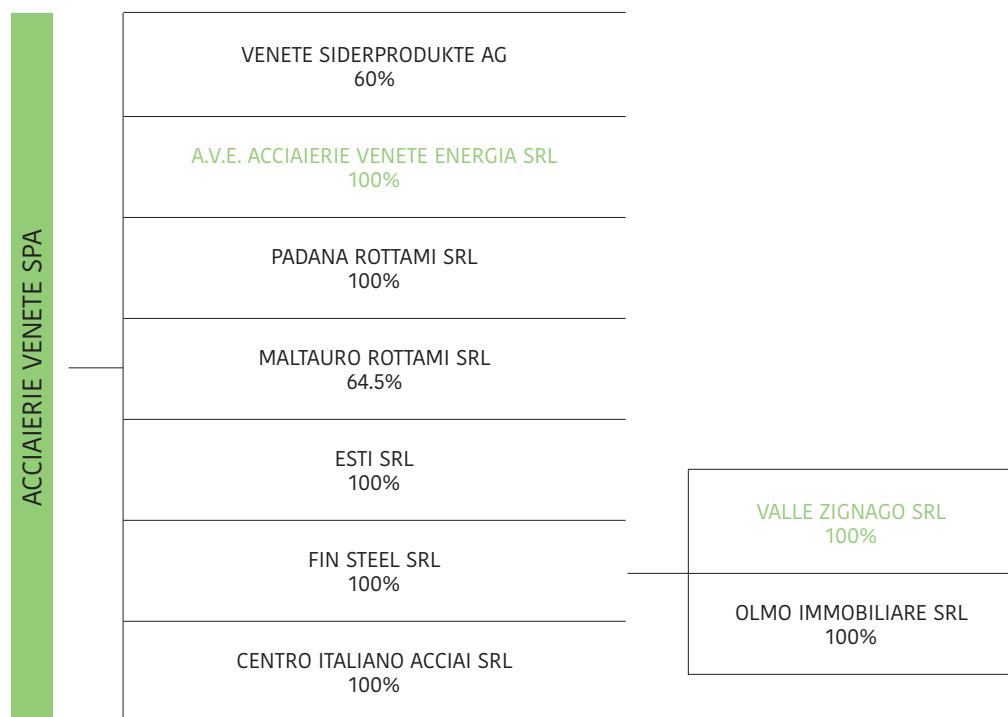 ACCIAIERIE VENETE SPA
VENETE SIDERPRODUKTE AG
60%
A.V.E. ACCIAIERIE VENETE ENERGIA SRL
100%
PADANA ROTTAMI SRL
100%
MALTAURO ROTTAMI SRL
64.5%
ESTI SRL
100%
FIN STEEL SRL
100%
CENTRO ITALIANO ACCIAI SRL
100%
VALLE ZIGNAGO SRL
100%
OLMO IMMOBILIARE SRL
100%